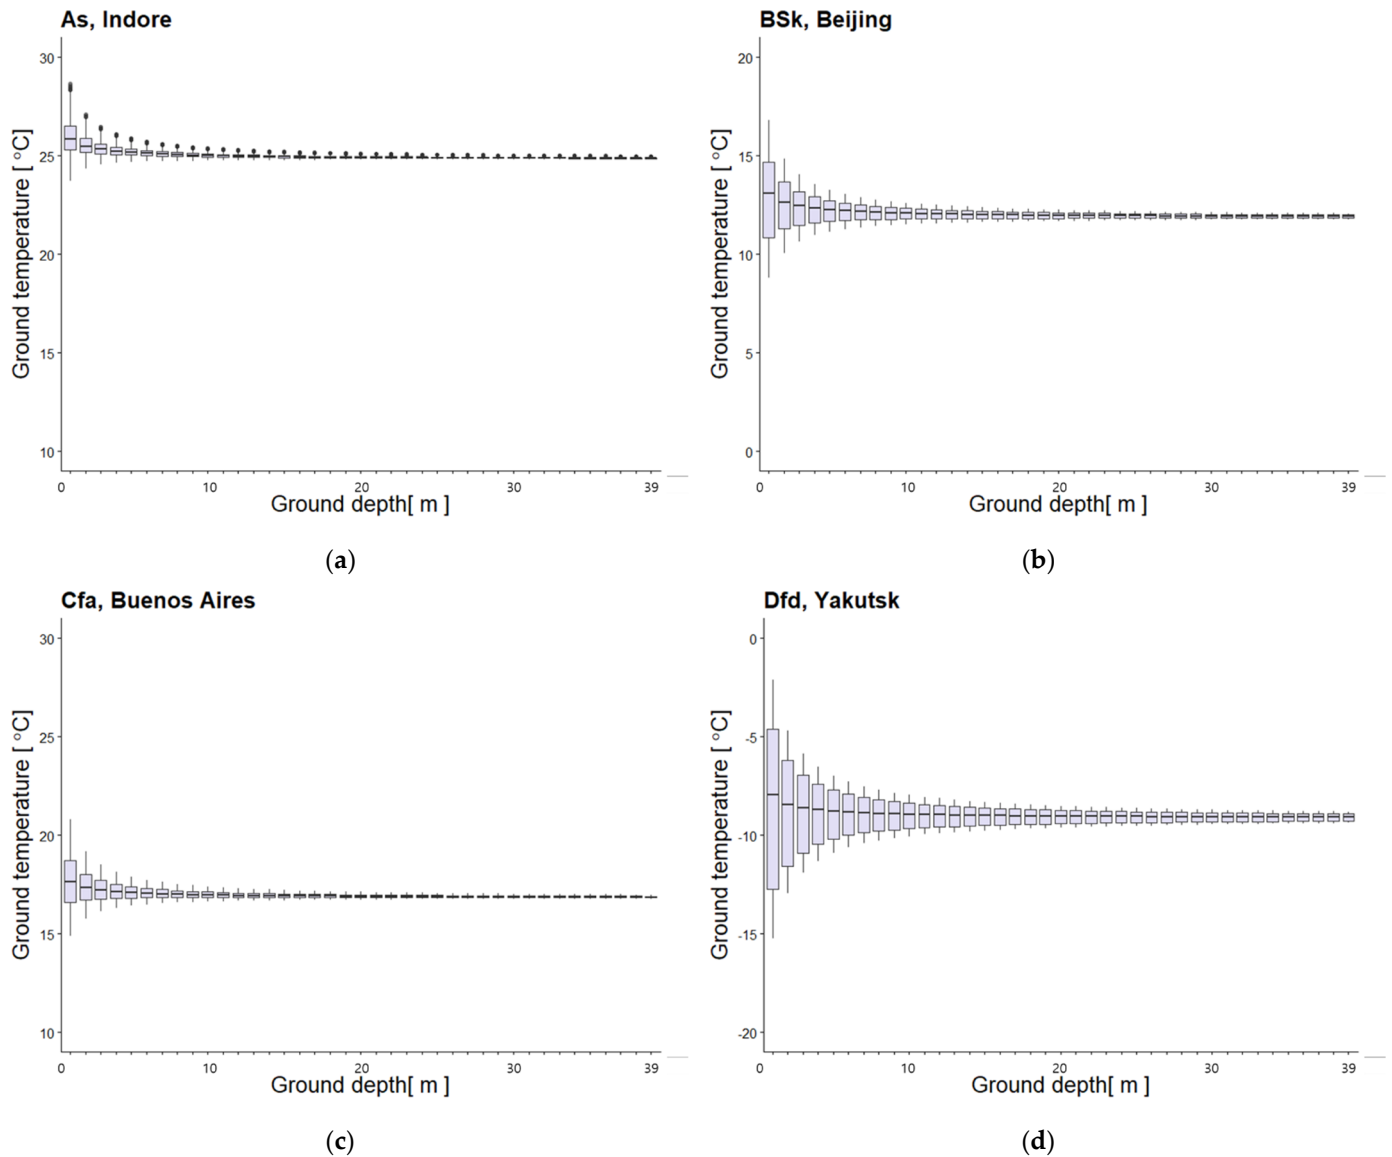 As, Indore
30
25
20
15
10
Ground temperature [ °C]
0 10 20 30 39
Ground depth[ m ]
(a)
BSk, Beijing
20
15
10
5
0
Ground temperature [ °C]
0 10 20 30 39
Ground depth[ m ]
(b)
Cfa, Buenos Aires
30
25
20
15
10
Ground temperature [ °C]
0 10 20 30 39
Ground depth[ m ]
(c)
Dfd, Yakutsk
0
-5
-10
-15
-20
Ground temperature [ °C]
0 10 20 30 39
Ground depth[ m ]
(d)